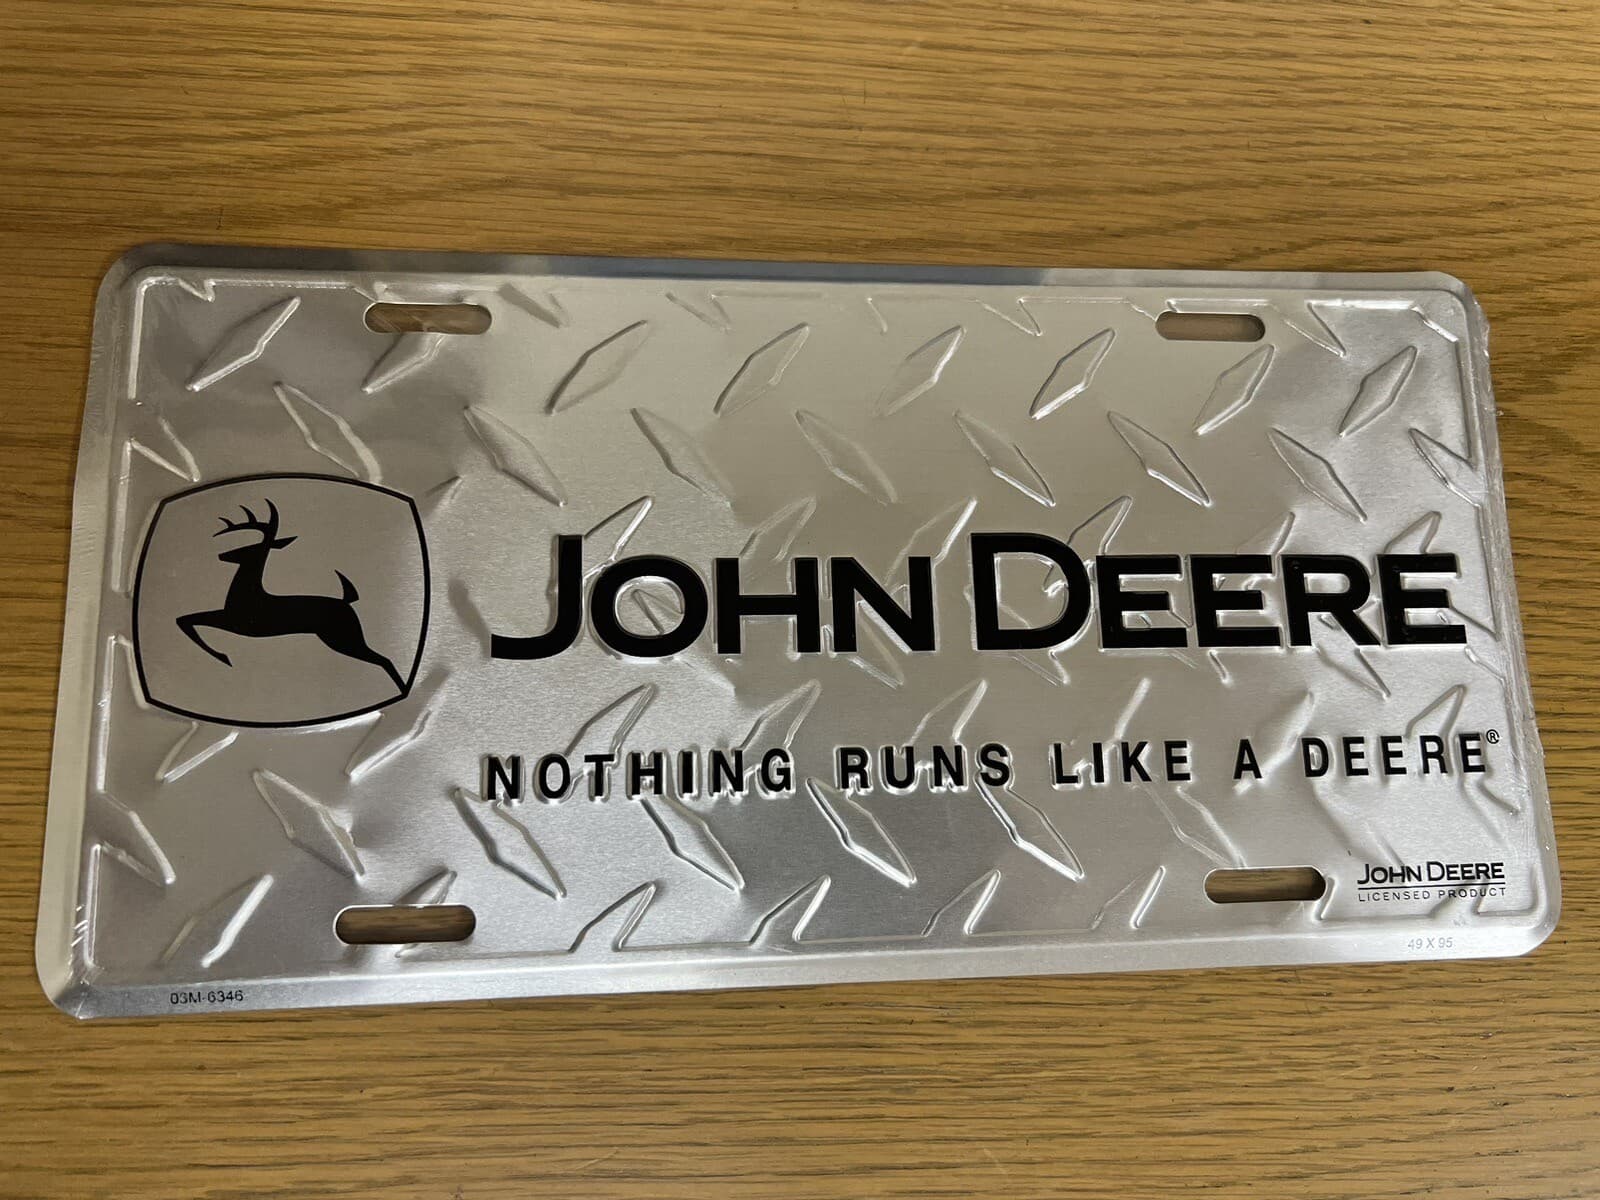 JOHN DEERE
NOTHING RUNS LIKE A DEERE®
JOHN DEERE
LICENSED PRODUCT
49 X 95
03M-6346